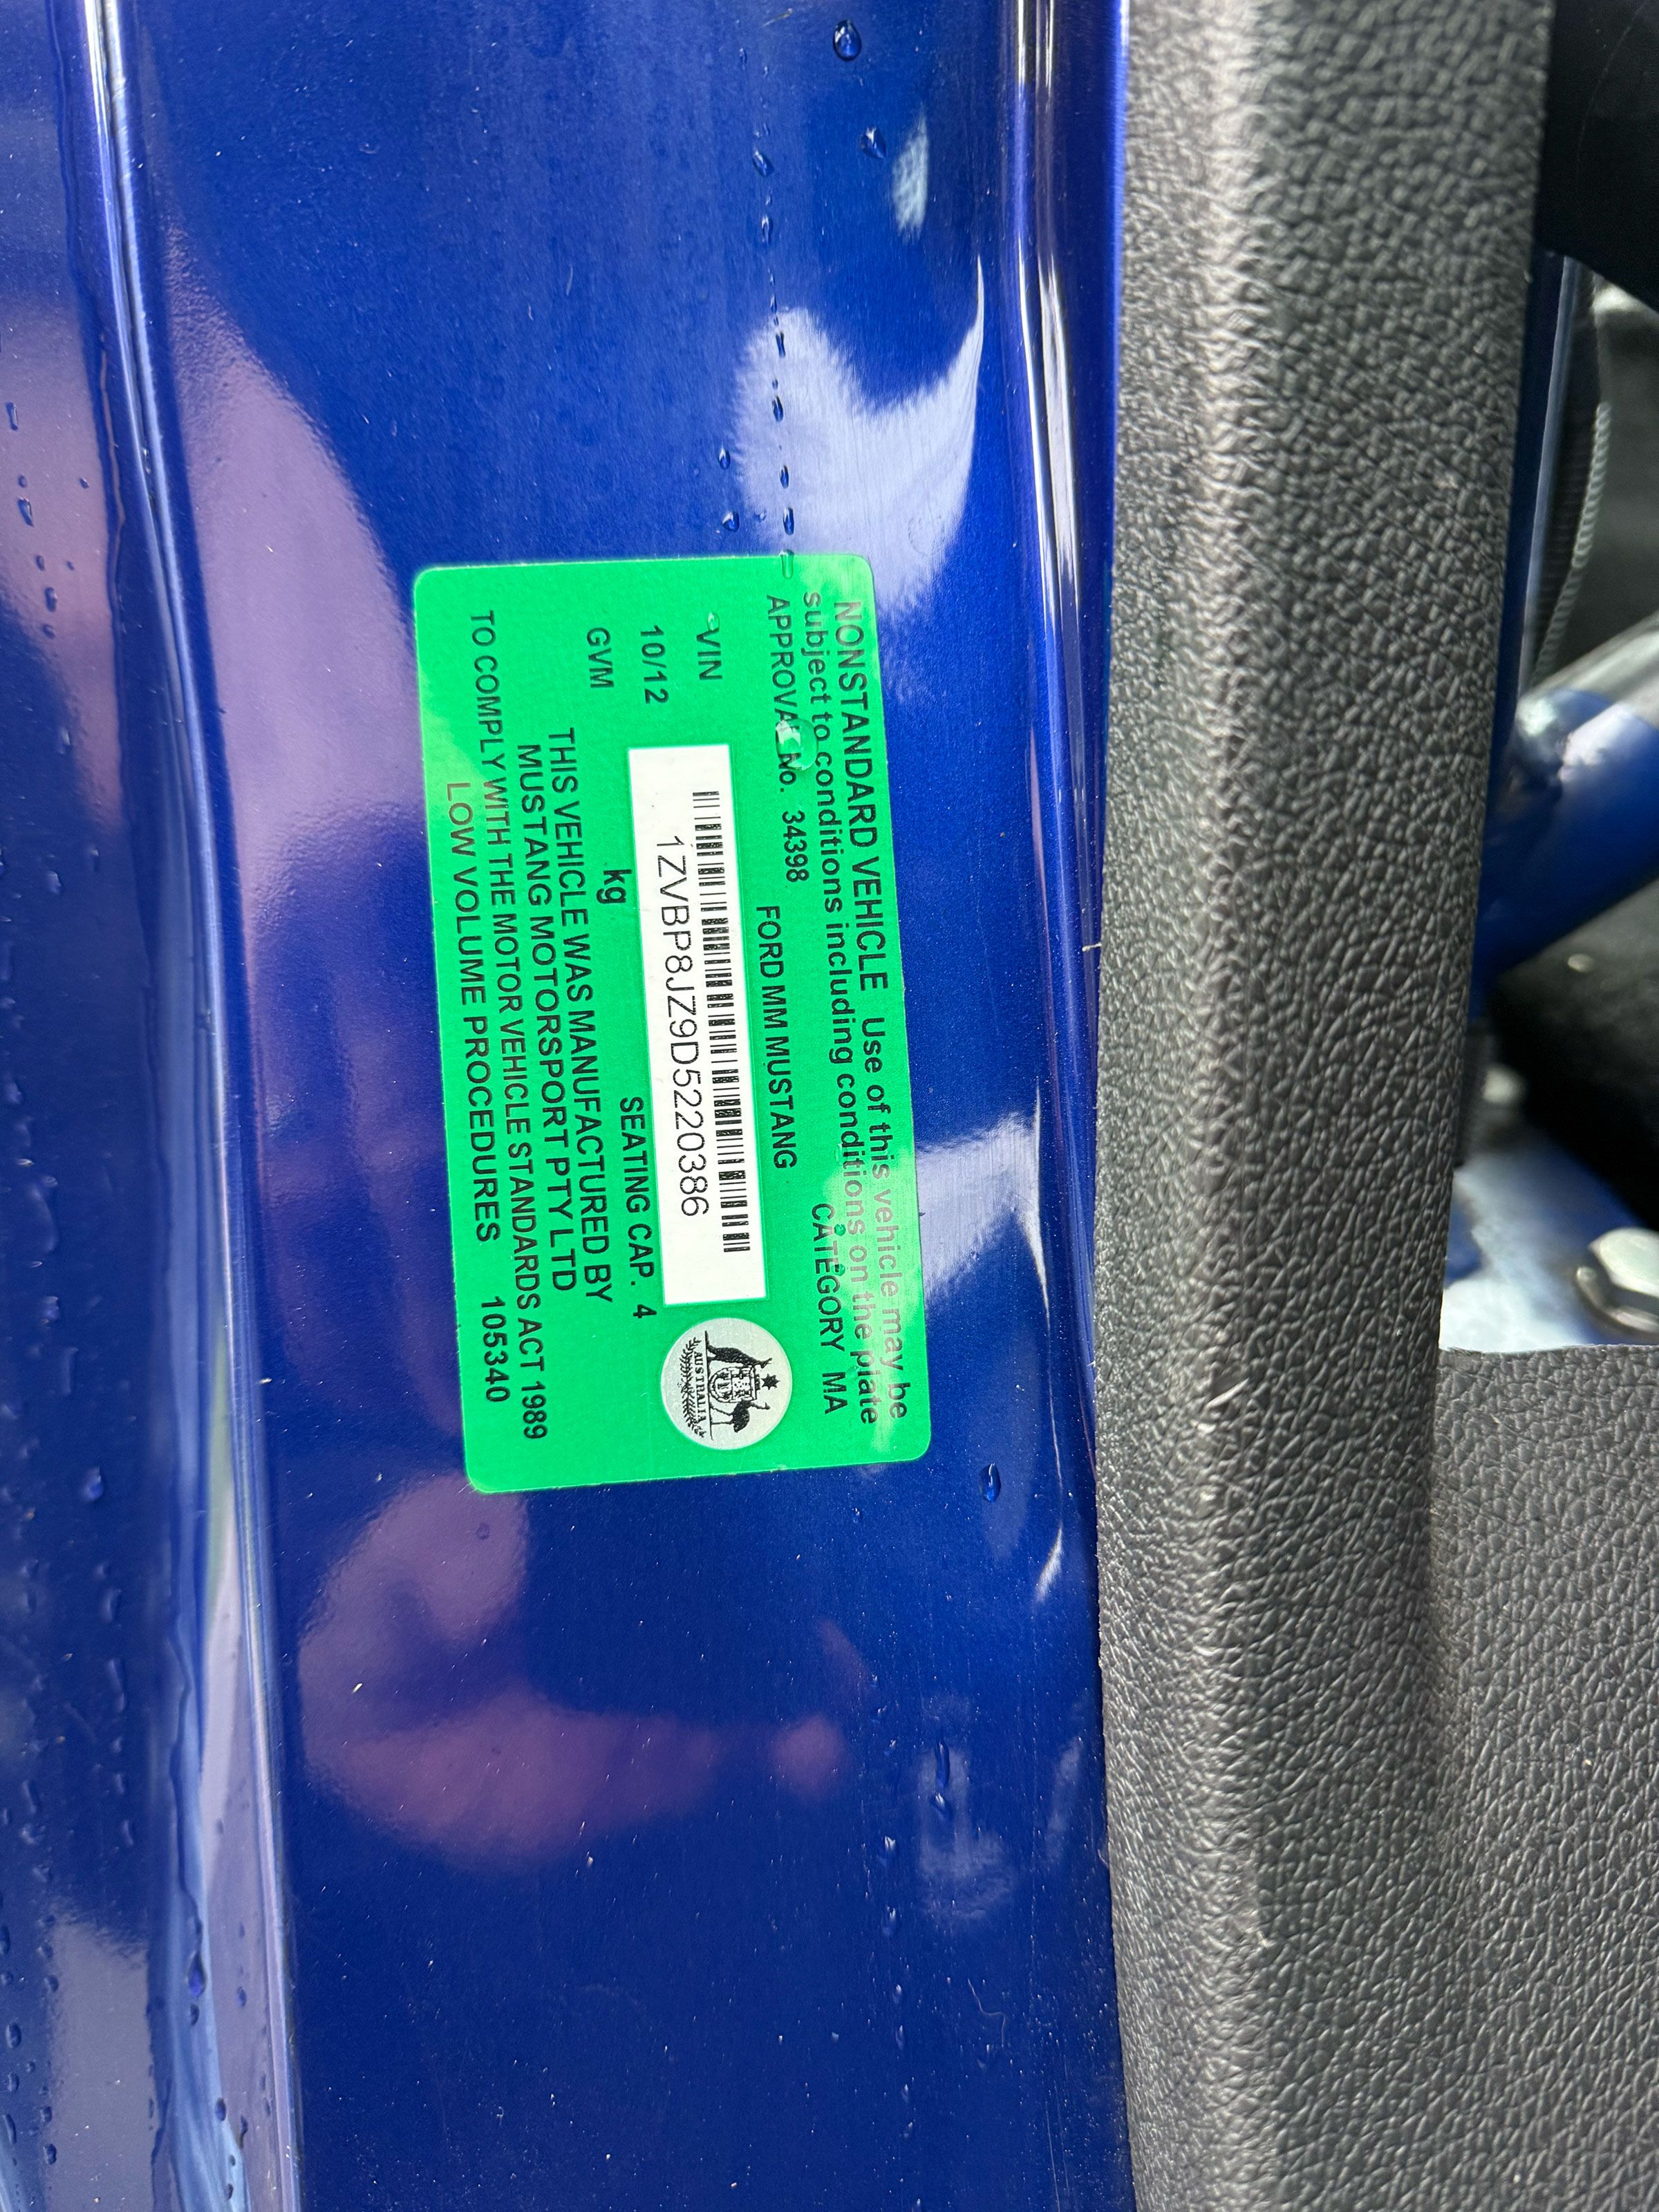 NONSTANDARD VEHICLE Use of this vehicle may be
subject to conditions including conditions on the plate
APPROVAL No. 34398 FORD MM MUSTANG CATEGORY MA
VIN 1ZVBP8JZ9D5220386
10/12
GVM kg SEATING CAP. 4
THIS VEHICLE WAS MANUFACTURED BY
MUSTANG MOTORSPORT PTY LTD
TO COMPLY WITH THE MOTOR VEHICLE STANDARDS ACT 1989
LOW VOLUME PROCEDURES 105340
AUSTRALIA